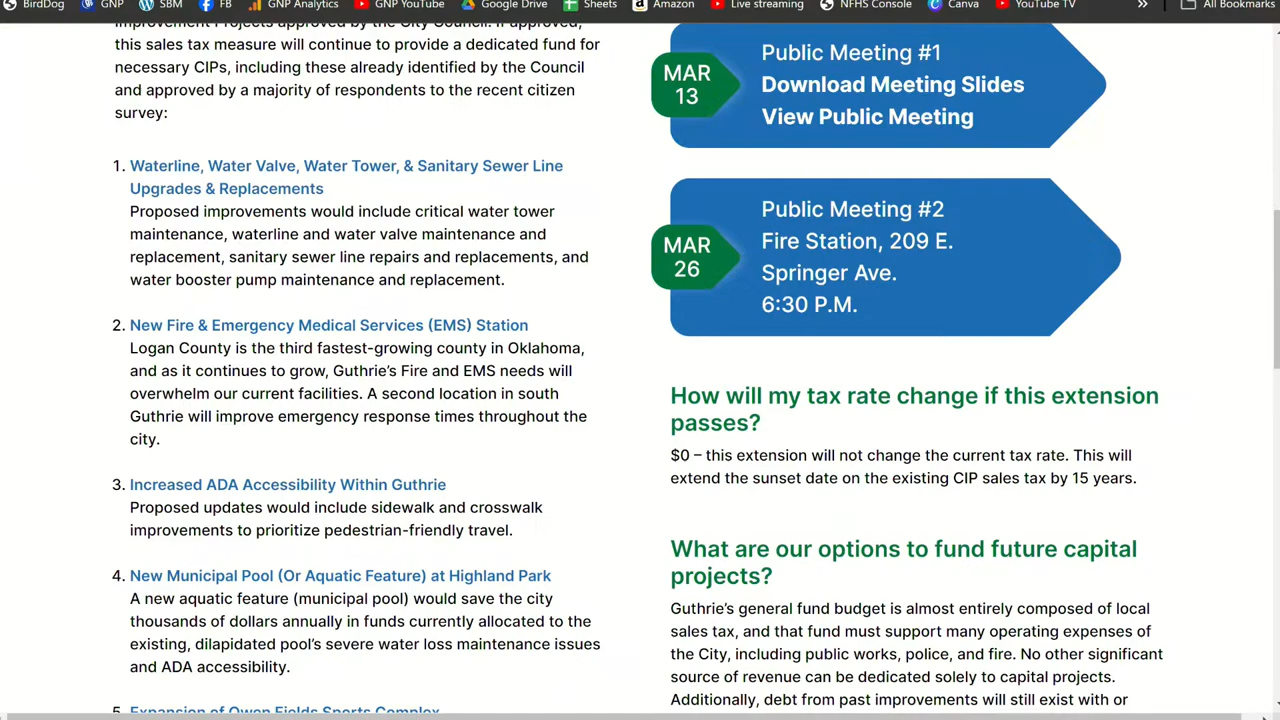 BirdDog GNP SBM FB GNP Analytics GNP YouTube Google Drive Sheets Amazon Live streaming NFHS Console Canva YouTube TV » All Bookmarks
Improvement Projects approved by the City Council. If approved,
this sales tax measure will continue to provide a dedicated fund for
necessary CIPs, including these already identified by the Council
and approved by a majority of respondents to the recent citizen
survey:
1. Waterline, Water Valve, Water Tower, & Sanitary Sewer Line
Upgrades & Replacements
Proposed improvements would include critical water tower
maintenance, waterline and water valve maintenance and
replacement, sanitary sewer line repairs and replacements, and
water booster pump maintenance and replacement.
2. New Fire & Emergency Medical Services (EMS) Station
Logan County is the third fastest-growing county in Oklahoma,
and as it continues to grow, Guthrie's Fire and EMS needs will
overwhelm our current facilities. A second location in south
Guthrie will improve emergency response times throughout the
city.
3. Increased ADA Accessibility Within Guthrie
Proposed updates would include sidewalk and crosswalk
improvements to prioritize pedestrian-friendly travel.
4. New Municipal Pool (Or Aquatic Feature) at Highland Park
A new aquatic feature (municipal pool) would save the city
thousands of dollars annually in funds currently allocated to the
existing, dilapidated pool's severe water loss maintenance issues
and ADA accessibility.
5. Expansion of Owen Fields Sports Complex
MAR
13
Public Meeting #1
Download Meeting Slides
View Public Meeting
MAR
26
Public Meeting #2
Fire Station, 209 E.
Springer Ave.
6:30 P.M.
How will my tax rate change if this extension
passes?
$0 – this extension will not change the current tax rate. This will
extend the sunset date on the existing CIP sales tax by 15 years.
What are our options to fund future capital
projects?
Guthrie's general fund budget is almost entirely composed of local
sales tax, and that fund must support many operating expenses of
the City, including public works, police, and fire. No other significant
source of revenue can be dedicated solely to capital projects.
Additionally, debt from past improvements will still exist with or